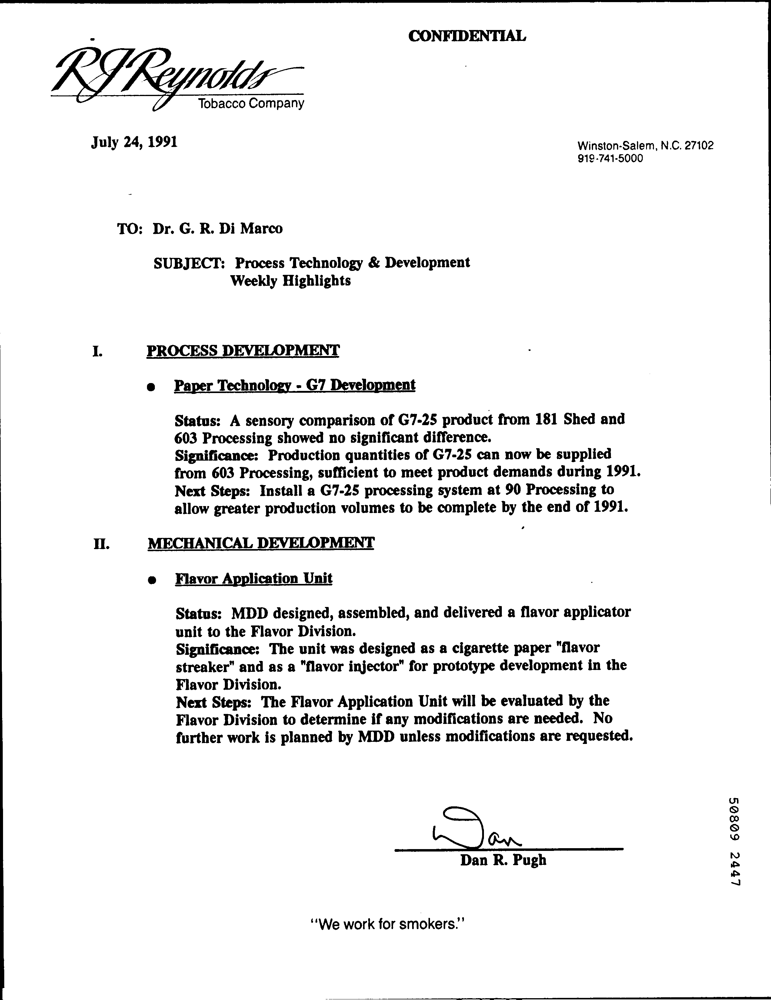 CONFIDENTIAL
RJReynolds
Tobacco Company
July 24, 1991
Winston-Salem, N.C. 27102
919-741-5000
TO: Dr. G. R. Di Marco
SUBJECT: Process Technology & Development
Weekly Highlights
I. PROCESS DEVELOPMENT
● Paper Technology - G7 Development
Status: A sensory comparison of G7-25 product from 181 Shed and
603 Processing showed no significant difference.
Significance: Production quantities of G7-25 can now be supplied
from 603 Processing, sufficient to meet product demands during 1991.
Next Steps: Install a G7-25 processing system at 90 Processing to
allow greater production volumes to be complete by the end of 1991.
II. MECHANICAL DEVELOPMENT
● Flavor Application Unit
Status: MDD designed, assembled, and delivered a flavor applicator
unit to the Flavor Division.
Significance: The unit was designed as a cigarette paper "flavor
streaker" and as a "flavor injector" for prototype development in the
Flavor Division.
Next Steps: The Flavor Application Unit will be evaluated by the
Flavor Division to determine if any modifications are needed. No
further work is planned by MDD unless modifications are requested.
Dan
Dan R. Pugh
50809 2447
"We work for smokers."